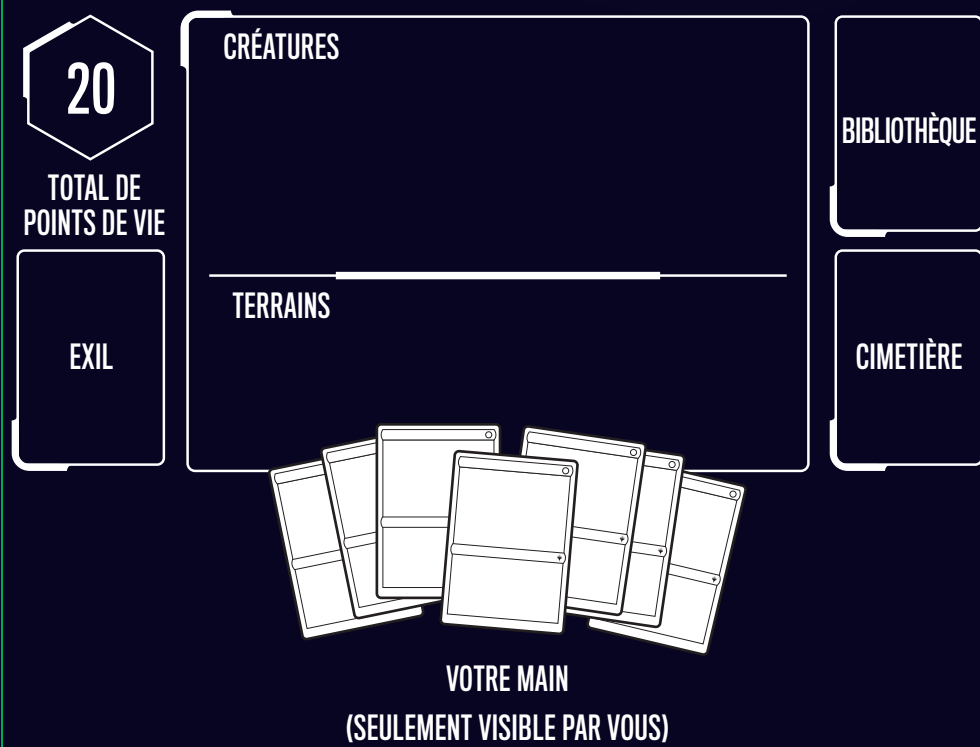 20
TOTAL DE
POINTS DE VIE
EXIL
CRÉATURES
TERRAINS
BIBLIOTHÈQUE
CIMETIÈRE
VOTRE MAIN
(SEULEMENT VISIBLE PAR VOUS)